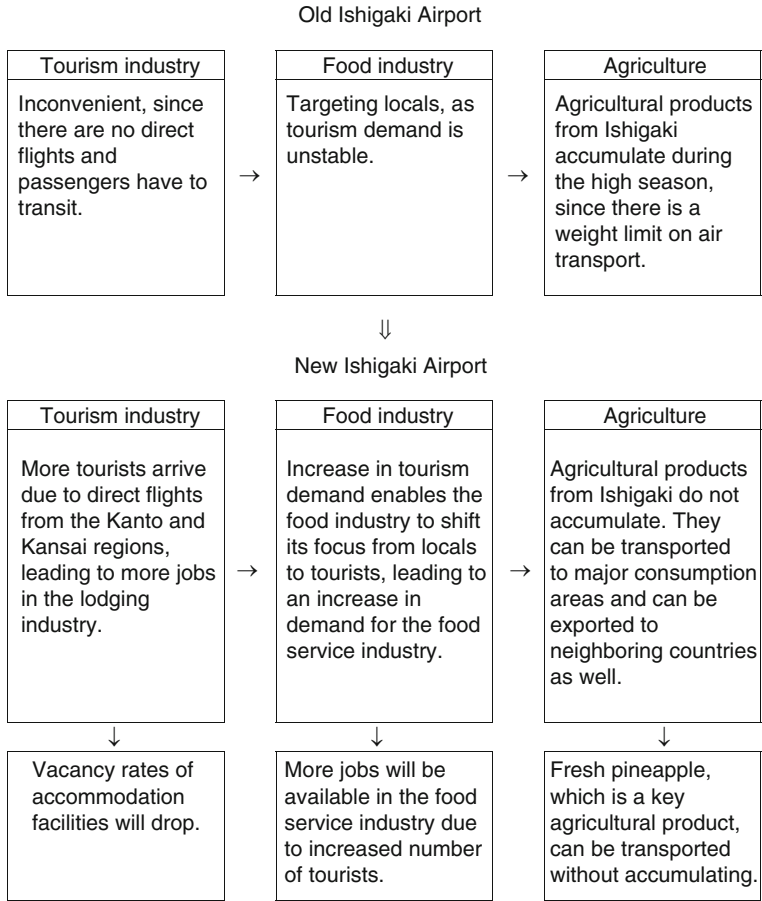 Old Ishigaki Airport
Tourism industry
Inconvenient, since
there are no direct
flights and
passengers have to
transit.
→
Food industry
Targeting locals, as
tourism demand is
unstable.
→
Agriculture
Agricultural products
from Ishigaki
accumulate during
the high season,
since there is a
weight limit on air
transport.
⇓
New Ishigaki Airport
Tourism industry
More tourists arrive
due to direct flights
from the Kanto and
Kansai regions,
leading to more jobs
in the lodging
industry.
→
Food industry
Increase in tourism
demand enables the
food industry to shift
its focus from locals
to tourists, leading to
an increase in
demand for the food
service industry.
→
Agriculture
Agricultural products
from Ishigaki do not
accumulate. They
can be transported
to major consumption
areas and can be
exported to
neighboring countries
as well.
↓
Vacancy rates of
accommodation
facilities will drop.
↓
More jobs will be
available in the food
service industry due
to increased number
of tourists.
↓
Fresh pineapple,
which is a key
agricultural product,
can be transported
without accumulating.